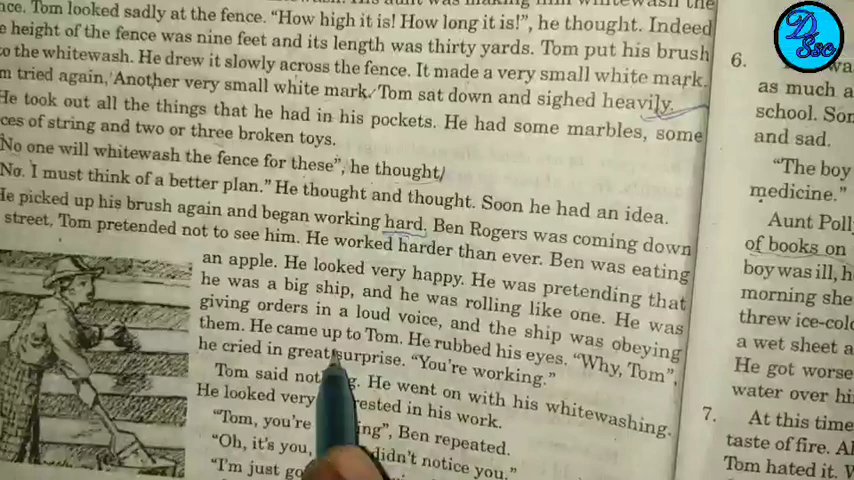 nce. Tom looked sadly at the fence. "How high it is! How long it is!", he thought. Indeed
e height of the fence was nine feet and its length was thirty yards. Tom put his brush
to the whitewash. He drew it slowly across the fence. It made a very small white mark.
m tried again, Another very small white mark. Tom sat down and sighed heavily.
He took out all the things that he had in his pockets. He had some marbles, some
ces of string and two or three broken toys.
No one will whitewash the fence for these", he thought
No. I must think of a better plan." He thought and thought. Soon he had an idea.
He picked up his brush again and began working hard. Ben Rogers was coming down
street, Tom pretended not to see him. He worked harder than ever. Ben was eating
an apple. He looked very happy. He was pretending that
he was a big ship, and he was rolling like one. He was
giving orders in a loud voice, and the ship was obeying
them. He came up to Tom. He rubbed his eyes. "Why, Tom",
he cried in great surprise. "You're working."
Tom said not g. He went on with his whitewashing.
He looked very rested in his work.
"Tom, you're ing", Ben repeated.
"Oh, it's you, didn't notice you."
"I'm just go
6.
as much a
school. Son
and sad.
"The boy
medicine."
Aunt Polly
of books on
boy was ill, h
morning she
threw ice-col
a wet sheet a
He got worse
water over hi
7. At this time
taste of fire. Al
Tom hated it. W
D
SSC